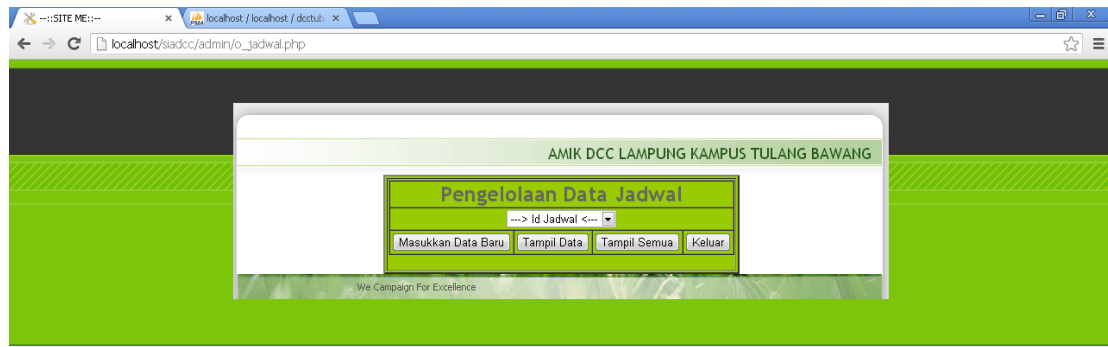 --::SITE ME::--
localhost / localhost / dcctub
localhost/siadcc/admin/o_jadwal.php
AMIK DCC LAMPUNG KAMPUS TULANG BAWANG
Pengelolaan Data Jadwal
---> Id Jadwal <---
Masukkan Data Baru Tampil Data Tampil Semua Keluar
We Campaign For Excellence